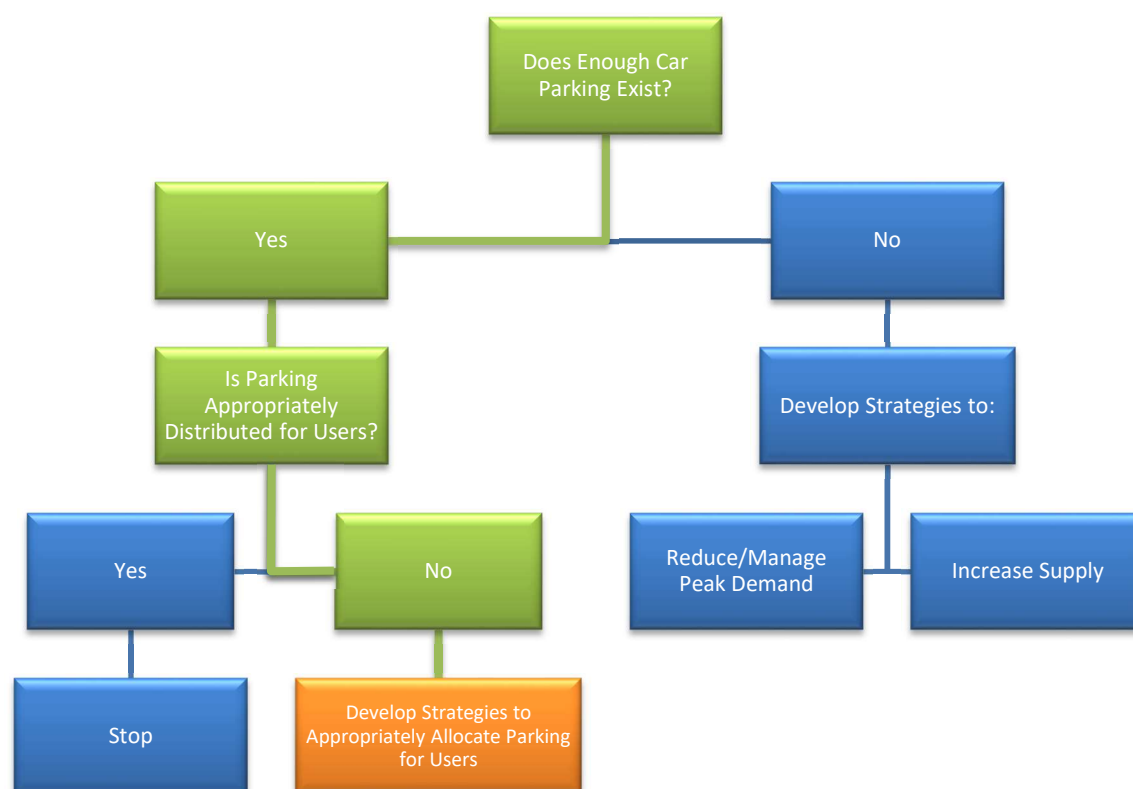 Does Enough Car
Parking Exist?
Yes
No
Is Parking
Appropriately
Distributed for Users?
Develop Strategies to:
Yes
No
Reduce/Manage
Peak Demand
Increase Supply
Stop
Develop Strategies to
Appropriately Allocate Parking
for Users